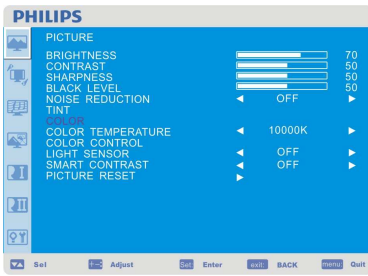 PHILIPS
PICTURE
BRIGHTNESS 70
CONTRAST 50
SHARPNESS 50
BLACK LEVEL 50
NOISE REDUCTION OFF
TINT
COLOR
COLOR TEMPERATURE 10000K
COLOR CONTROL
LIGHT SENSOR OFF
SMART CONTRAST OFF
PICTURE RESET
Sel Adjust Set Enter exit: BACK menu: Quit